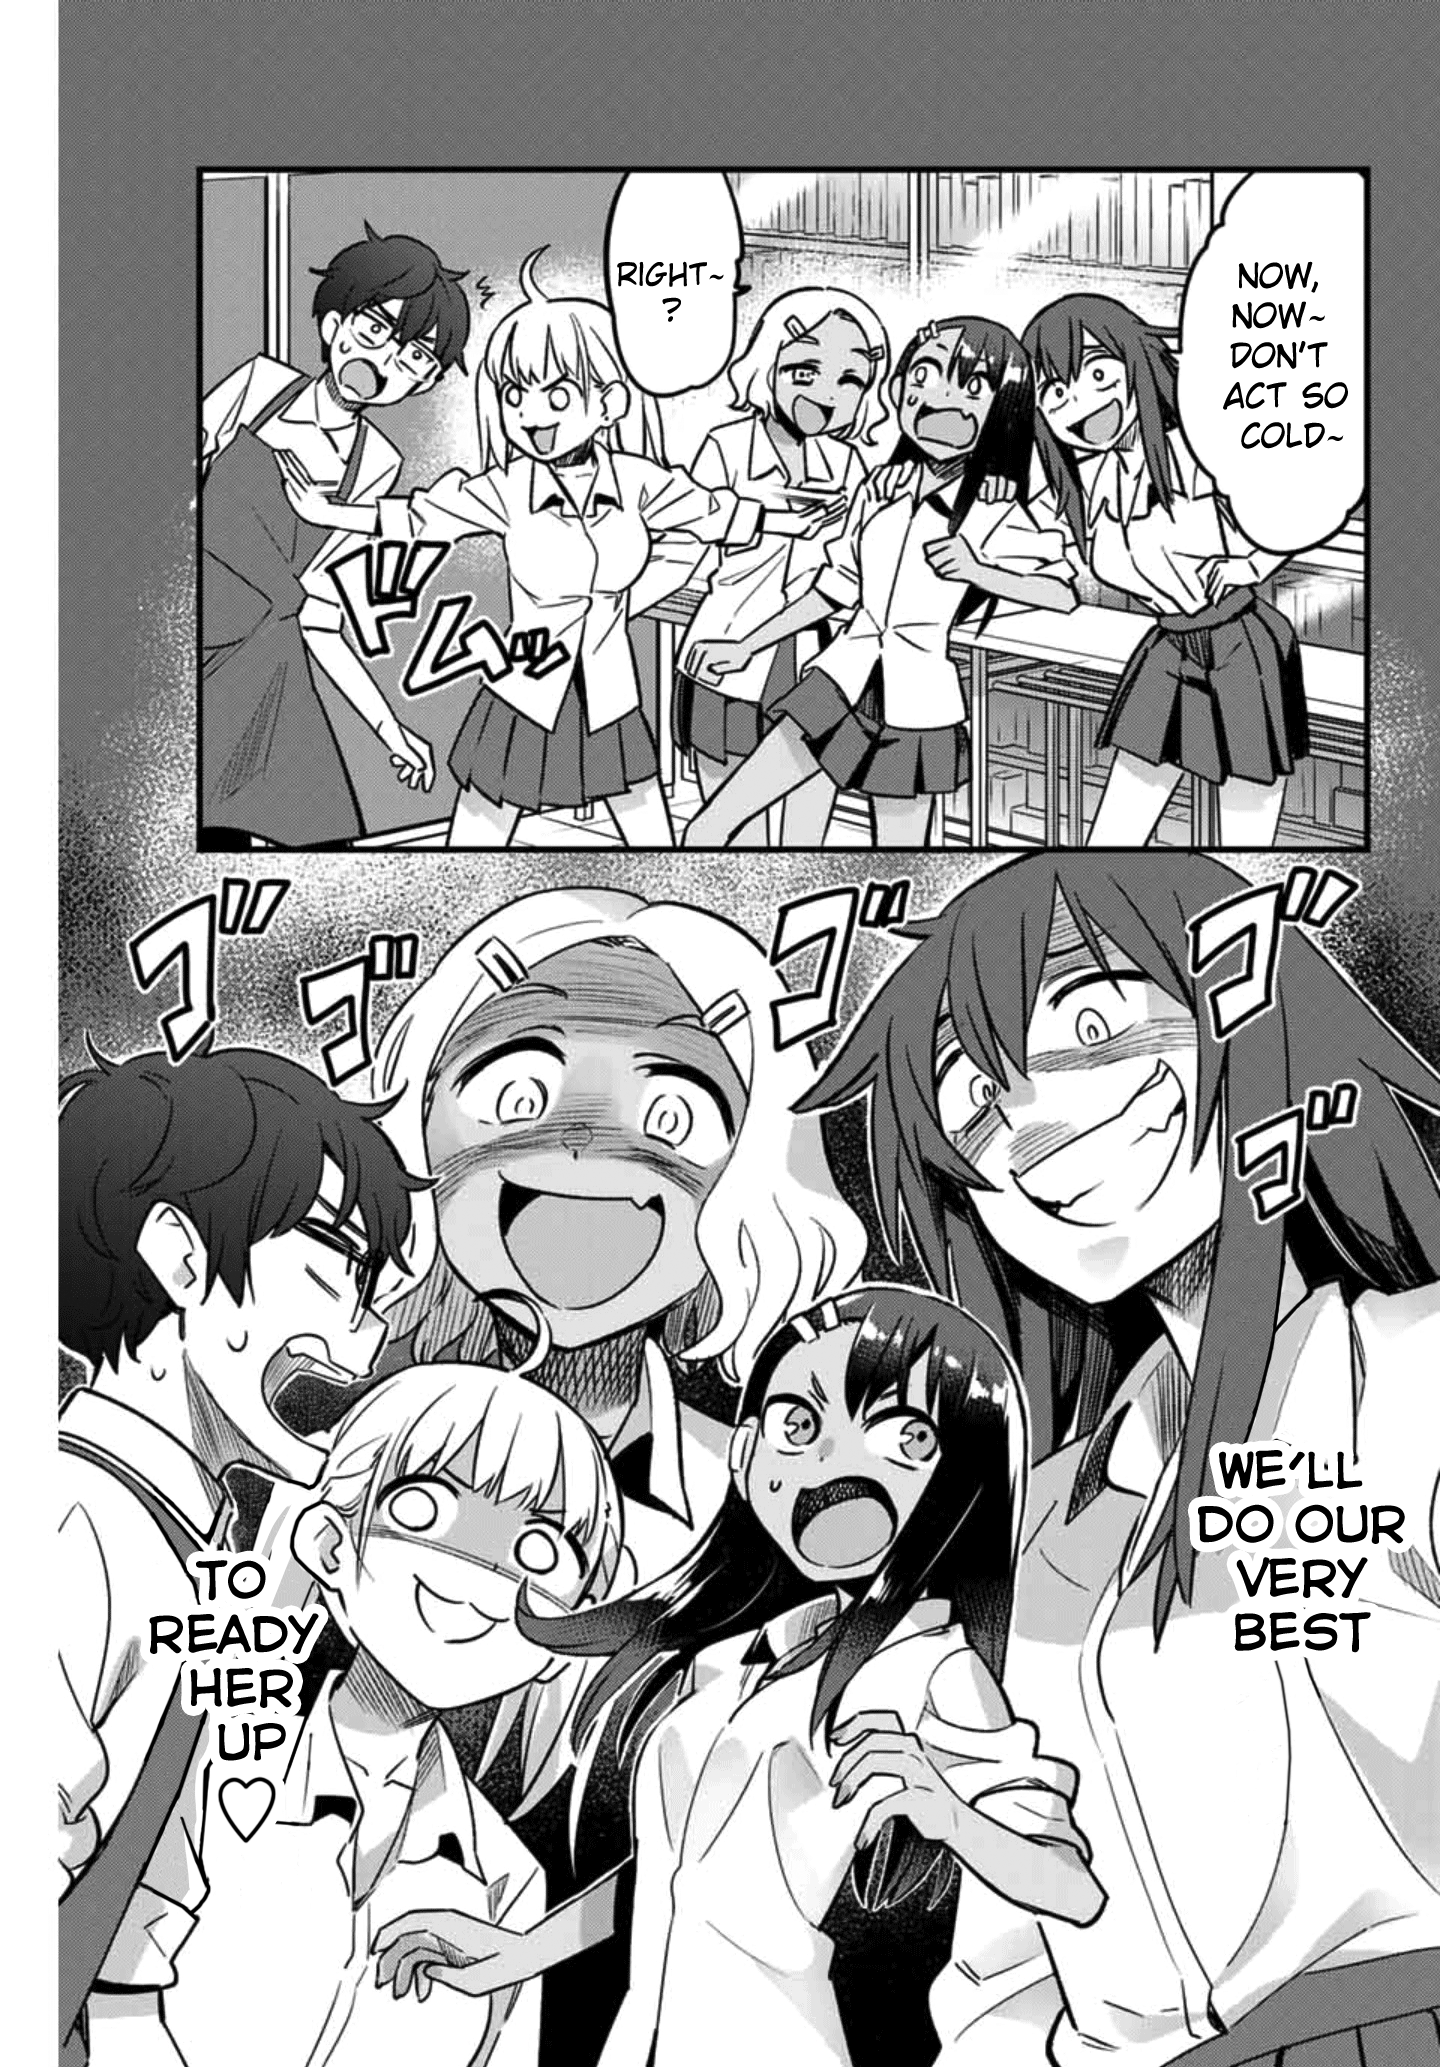 NOW,
NOW~
DON'T
ACT SO
COLD~
RIGHT~
?
ドドムッ
ゴ
ゴ
ゴ
ゴ
ゴ
WE'LL
DO OUR
VERY
BEST
TO
READY
HER
UP
♡